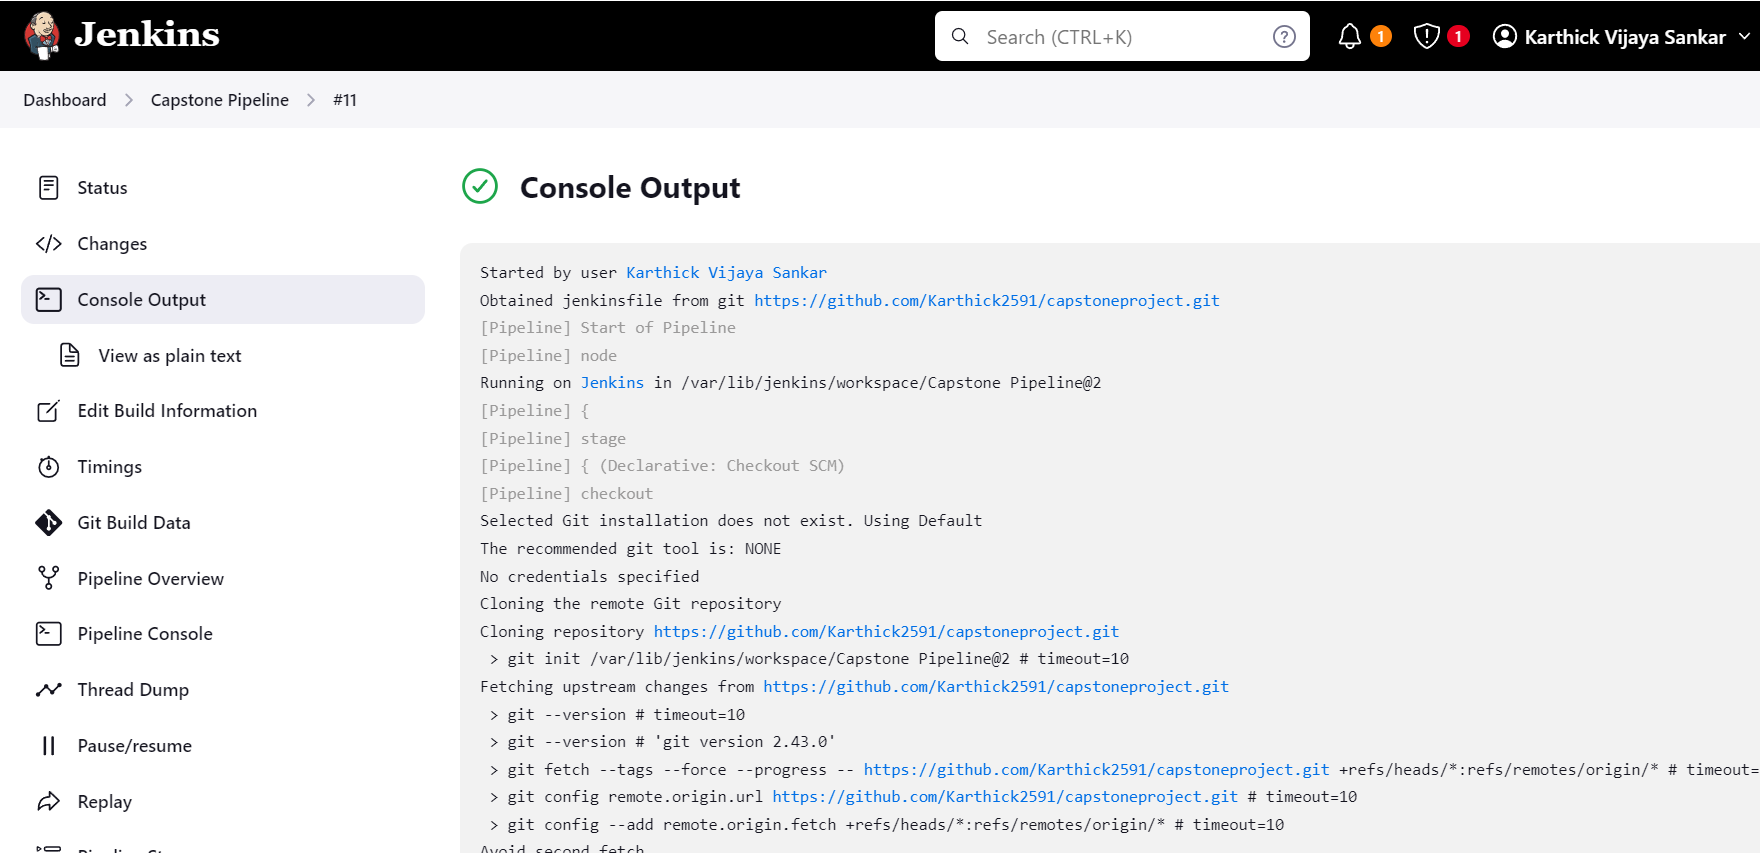 Jenkins
Search (CTRL+K)
?
1
1
Karthick Vijaya Sankar
Dashboard
Capstone Pipeline
#11
Status
Changes
Console Output
View as plain text
Edit Build Information
Timings
Git Build Data
Pipeline Overview
Pipeline Console
Thread Dump
Pause/resume
Replay
Console Output
Started by user Karthick Vijaya Sankar
Obtained jenkinsfile from git https://github.com/Karthick2591/capstoneproject.git
[Pipeline] Start of Pipeline
[Pipeline] node
Running on Jenkins in /var/lib/jenkins/workspace/Capstone Pipeline@2
[Pipeline] {
[Pipeline] stage
[Pipeline] { (Declarative: Checkout SCM)
[Pipeline] checkout
Selected Git installation does not exist. Using Default
The recommended git tool is: NONE
No credentials specified
Cloning the remote Git repository
Cloning repository https://github.com/Karthick2591/capstoneproject.git
> git init /var/lib/jenkins/workspace/Capstone Pipeline@2 # timeout=10
Fetching upstream changes from https://github.com/Karthick2591/capstoneproject.git
> git --version # timeout=10
> git --version # 'git version 2.43.0'
> git fetch --tags --force --progress -- https://github.com/Karthick2591/capstoneproject.git +refs/heads/*:refs/remotes/origin/* # timeout=
> git config remote.origin.url https://github.com/Karthick2591/capstoneproject.git # timeout=10
> git config --add remote.origin.fetch +refs/heads/*:refs/remotes/origin/* # timeout=10
Avoid second fetch